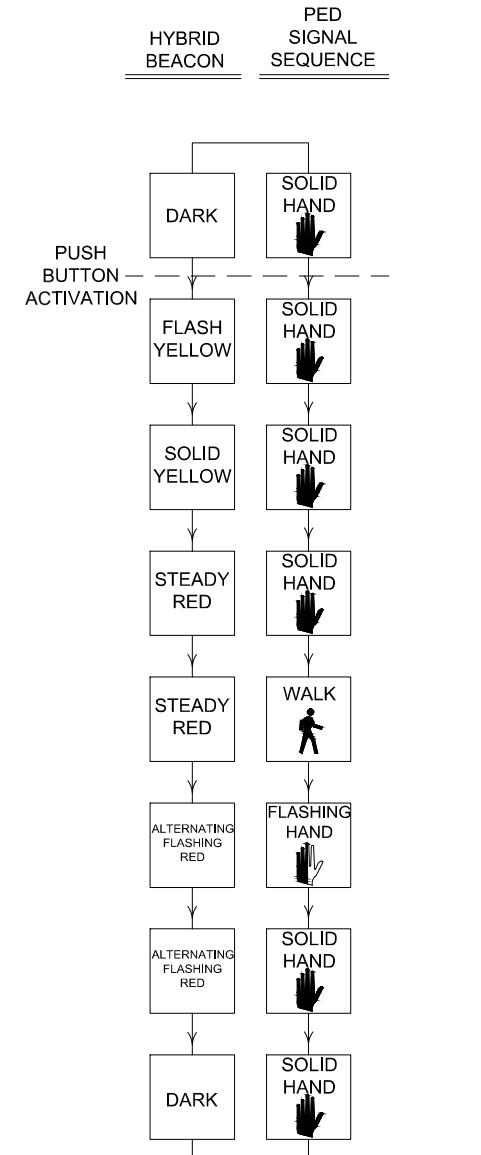 HYBRID
BEACON
PED
SIGNAL
SEQUENCE
DARK
SOLID
HAND
PUSH
BUTTON
ACTIVATION
FLASH
YELLOW
SOLID
HAND
SOLID
YELLOW
SOLID
HAND
STEADY
RED
SOLID
HAND
STEADY
RED
WALK
ALTERNATING
FLASHING
RED
FLASHING
HAND
ALTERNATING
FLASHING
RED
SOLID
HAND
DARK
SOLID
HAND